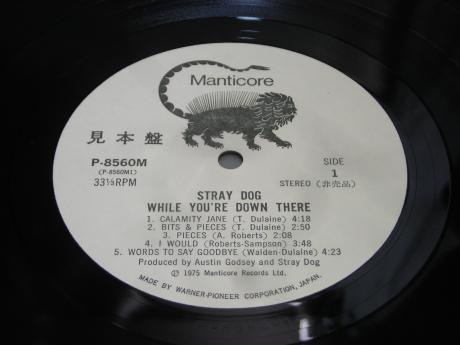 Manticore
見本盤
P-8560M
(P-8560M1)
33⅓RPM
SIDE
1
STEREO (非売品)
STRAY DOG
WHILE YOU'RE DOWN THERE
1. CALAMITY JANE (T. Dulaine) 4:18
2. BITS & PIECES (T. Dulaine) 2:50
3. PIECES (A. Roberts) 2:08
4. I WOULD (Roberts-Sampson) 3:48
5. WORDS TO SAY GOODBYE (Walden-Dulaine) 4:23
Produced by Austin Godsey and Stray Dog
Ⓟ 1975 Manticore Records Ltd.
MADE BY WARNER-PIONEER CORPORATION, JAPAN.